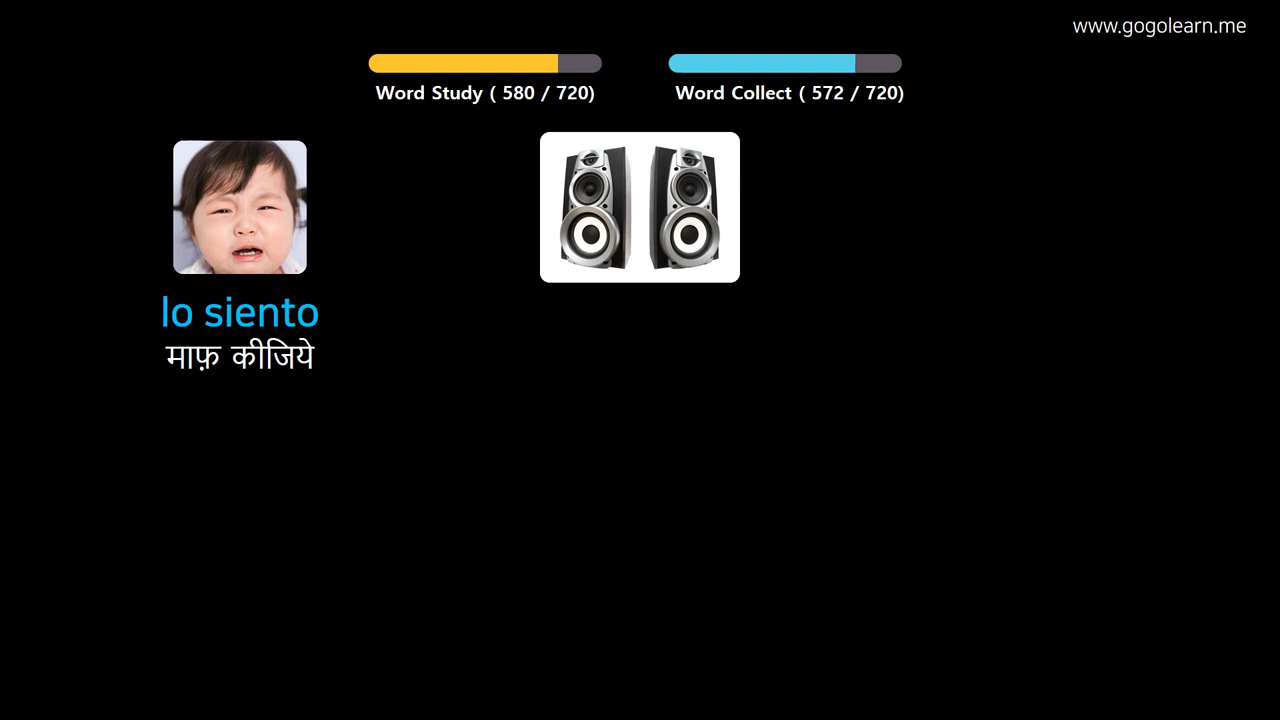 www.gogolearn.me
Word Study ( 580 / 720)
Word Collect ( 572 / 720)
lo siento
माफ़ कीजिये